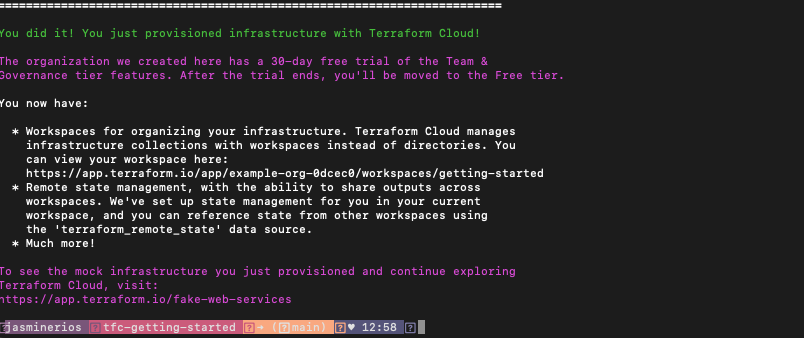 ==========================================================================
You did it! You just provisioned infrastructure with Terraform Cloud!
The organization we created here has a 30-day free trial of the Team &
Governance tier features. After the trial ends, you'll be moved to the Free tier.
You now have:
* Workspaces for organizing your infrastructure. Terraform Cloud manages
infrastructure collections with workspaces instead of directories. You
can view your workspace here:
https://app.terraform.io/app/example-org-0dcec0/workspaces/getting-started
* Remote state management, with the ability to share outputs across
workspaces. We've set up state management for you in your current
workspace, and you can reference state from other workspaces using
the 'terraform_remote_state' data source.
* Much more!
To see the mock infrastructure you just provisioned and continue exploring
Terraform Cloud, visit:
https://app.terraform.io/fake-web-services
jasminerios tfc-getting-started ➜ (main) ♥ 12:58